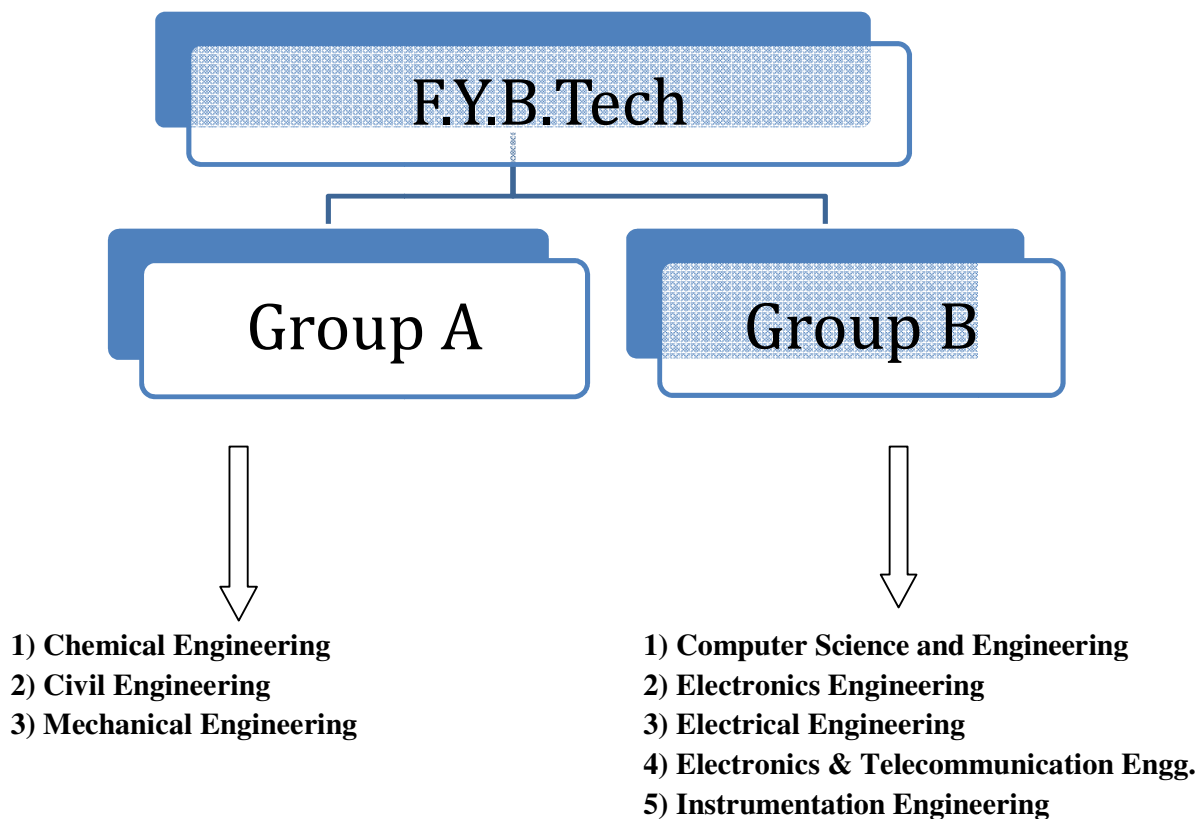 F.Y.B.Tech
Group A
Group B
1) Chemical Engineering
2) Civil Engineering
3) Mechanical Engineering
1) Computer Science and Engineering
2) Electronics Engineering
3) Electrical Engineering
4) Electronics & Telecommunication Engg.
5) Instrumentation Engineering